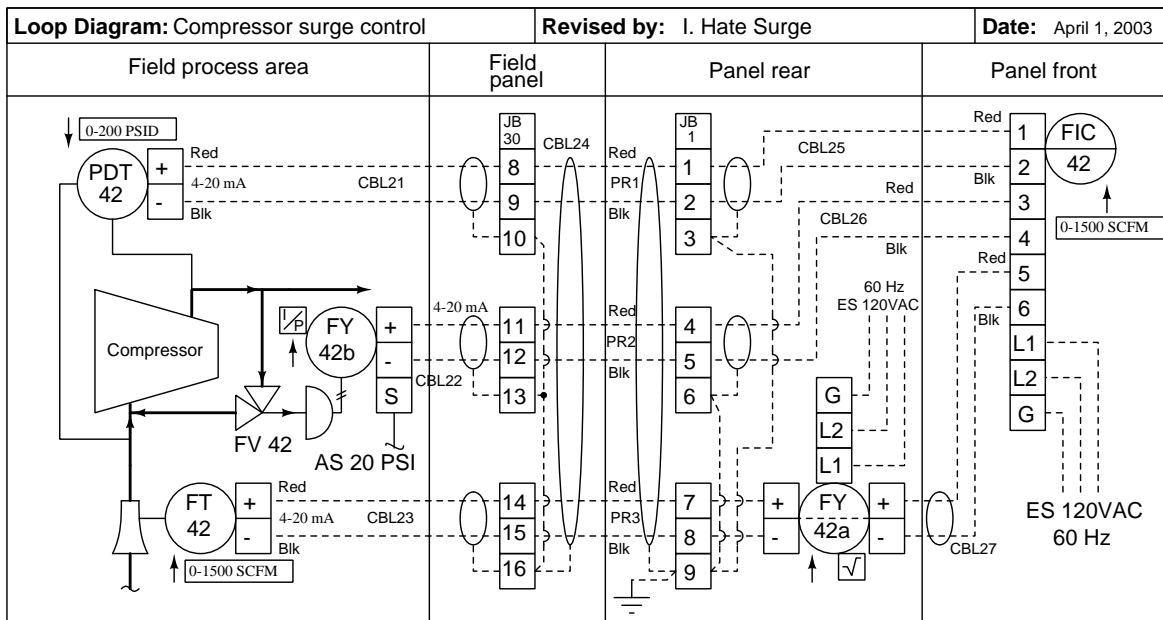 Loop Diagram: Compressor surge control
Revised by: I. Hate Surge
Date: April 1, 2003
Field process area
Field
panel
Panel rear
Panel front
0-200 PSID
PDT
42
+
-
Red
4-20 mA
Blk
CBL21
JB
30
8
9
10
CBL24
Red
PR1
Blk
JB
1
1
2
3
CBL25
Red
Blk
1
2
3
4
5
6
L1
L2
G
FIC
42
0-1500 SCFM
Red
CBL26
Blk
Red
Blk
Compressor
I/P
FY
42b
+
-
S
4-20 mA
CBL22
11
12
13
Red
PR2
Blk
4
5
6
60 Hz
ES 120VAC
G
L2
L1
FV 42
AS 20 PSI
FT
42
+
-
Red
4-20 mA
Blk
CBL23
0-1500 SCFM
14
15
16
Red
PR3
Blk
7
8
9
+
-
FY
42a
+
-
√
CBL27
ES 120VAC
60 Hz